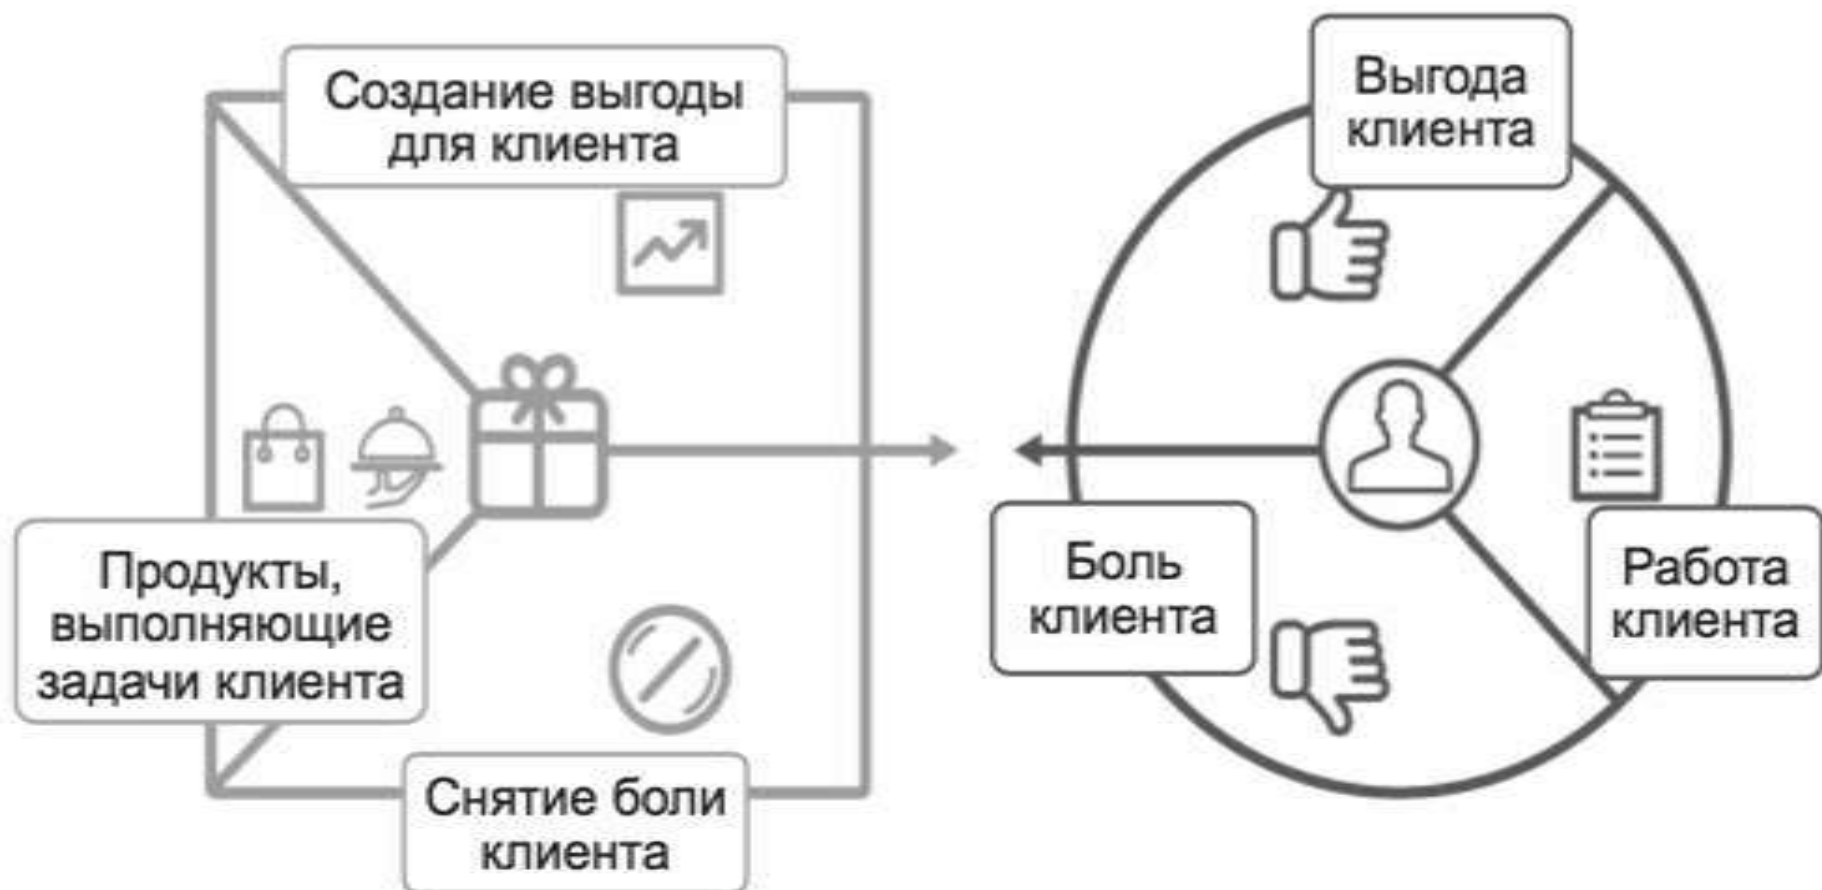 Создание выгоды
для клиента
Продукты,
выполняющие
задачи клиента
Снятие боли
клиента
Выгода
клиента
Боль
клиента
Работа
клиента